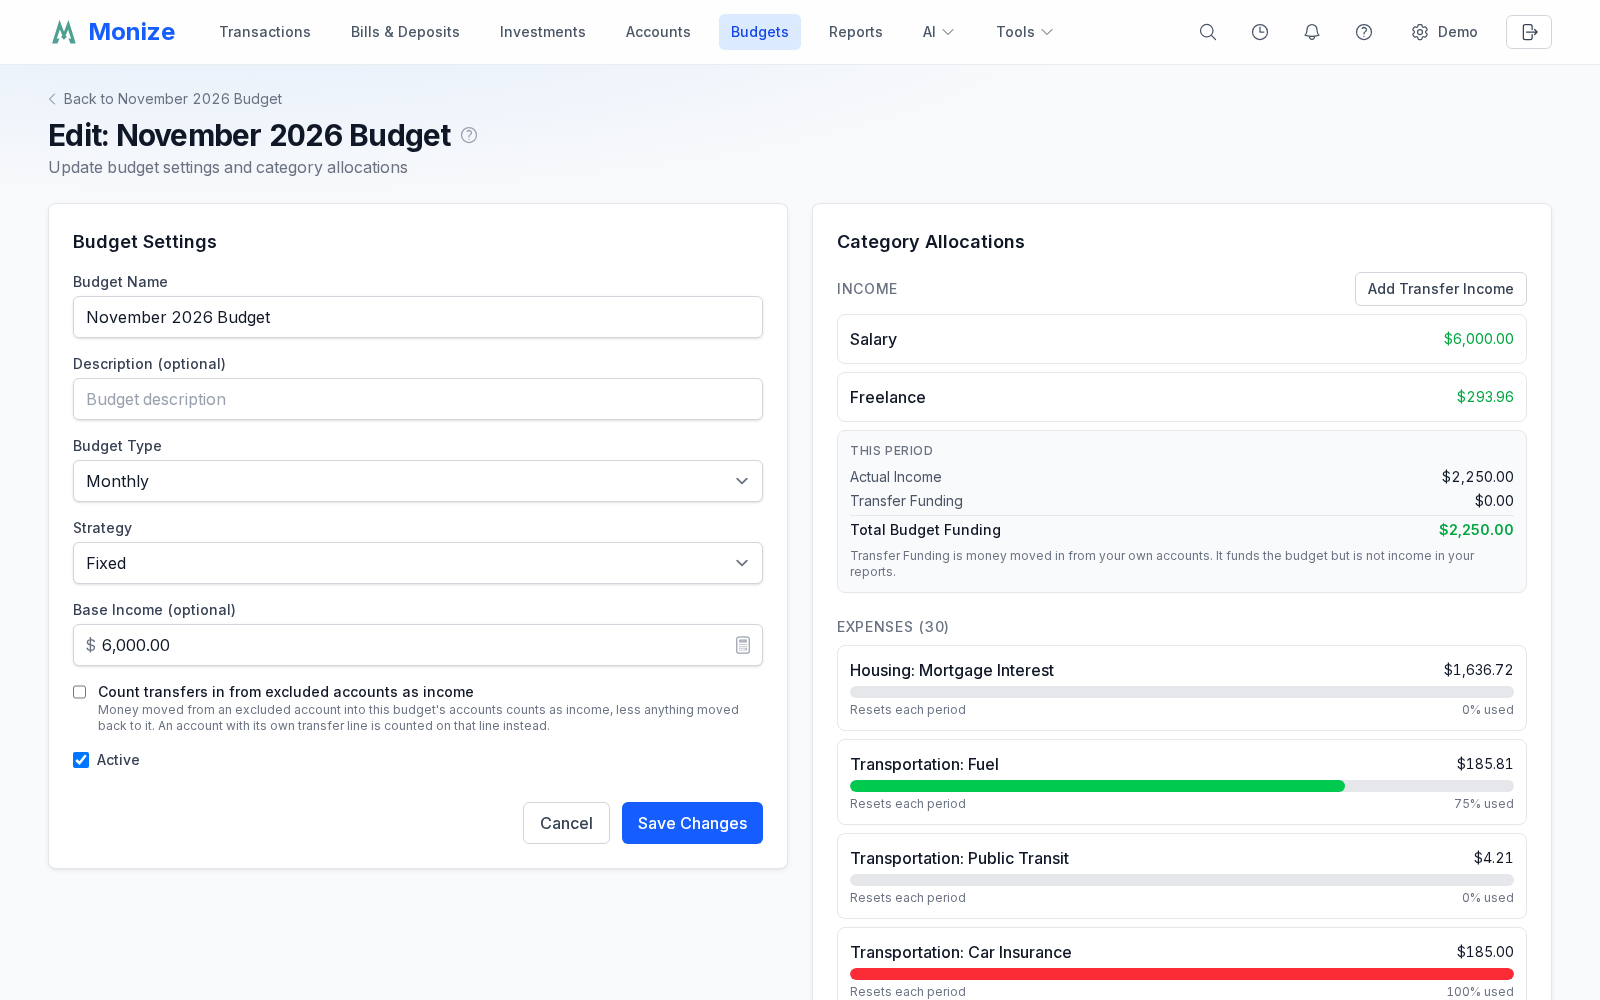 Monize
Transactions
Bills & Deposits
Investments
Accounts
Budgets
Reports
AI
Tools
Demo
Back to November 2026 Budget
Edit: November 2026 Budget
Update budget settings and category allocations
Budget Settings
Budget Name
November 2026 Budget
Description (optional)
Budget description
Budget Type
Monthly
Strategy
Fixed
Base Income (optional)
$ 6,000.00
Count transfers in from excluded accounts as income
Money moved from an excluded account into this budget's accounts counts as income, less anything moved
back to it. An account with its own transfer line is counted on that line instead.
Active
Cancel
Save Changes
Category Allocations
INCOME
Add Transfer Income
Salary $6,000.00
Freelance $293.96
THIS PERIOD
Actual Income $2,250.00
Transfer Funding $0.00
Total Budget Funding $2,250.00
Transfer Funding is money moved in from your own accounts. It funds the budget but is not income in your
reports.
EXPENSES (30)
Housing: Mortgage Interest $1,636.72
Resets each period 0% used
Transportation: Fuel $185.81
Resets each period 75% used
Transportation: Public Transit $4.21
Resets each period 0% used
Transportation: Car Insurance $185.00
Resets each period 100% used